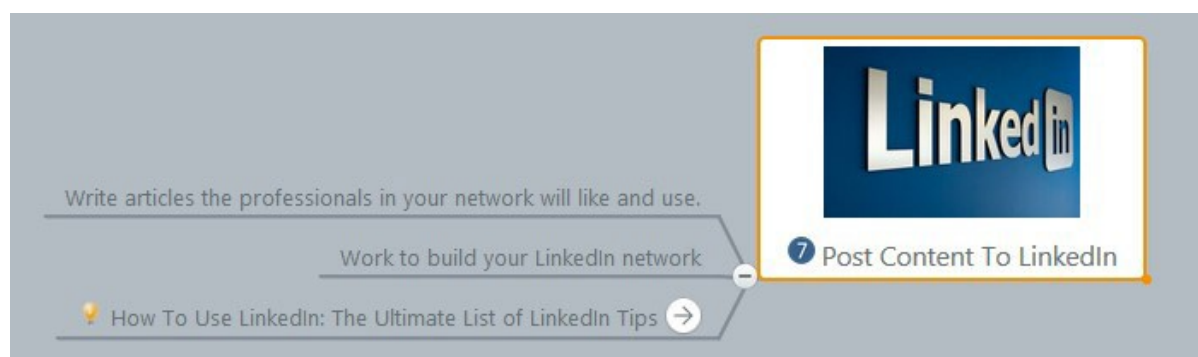 Linked in
Write articles the professionals in your network will like and use.
Work to build your LinkedIn network
7 Post Content To LinkedIn
How To Use LinkedIn: The Ultimate List of LinkedIn Tips